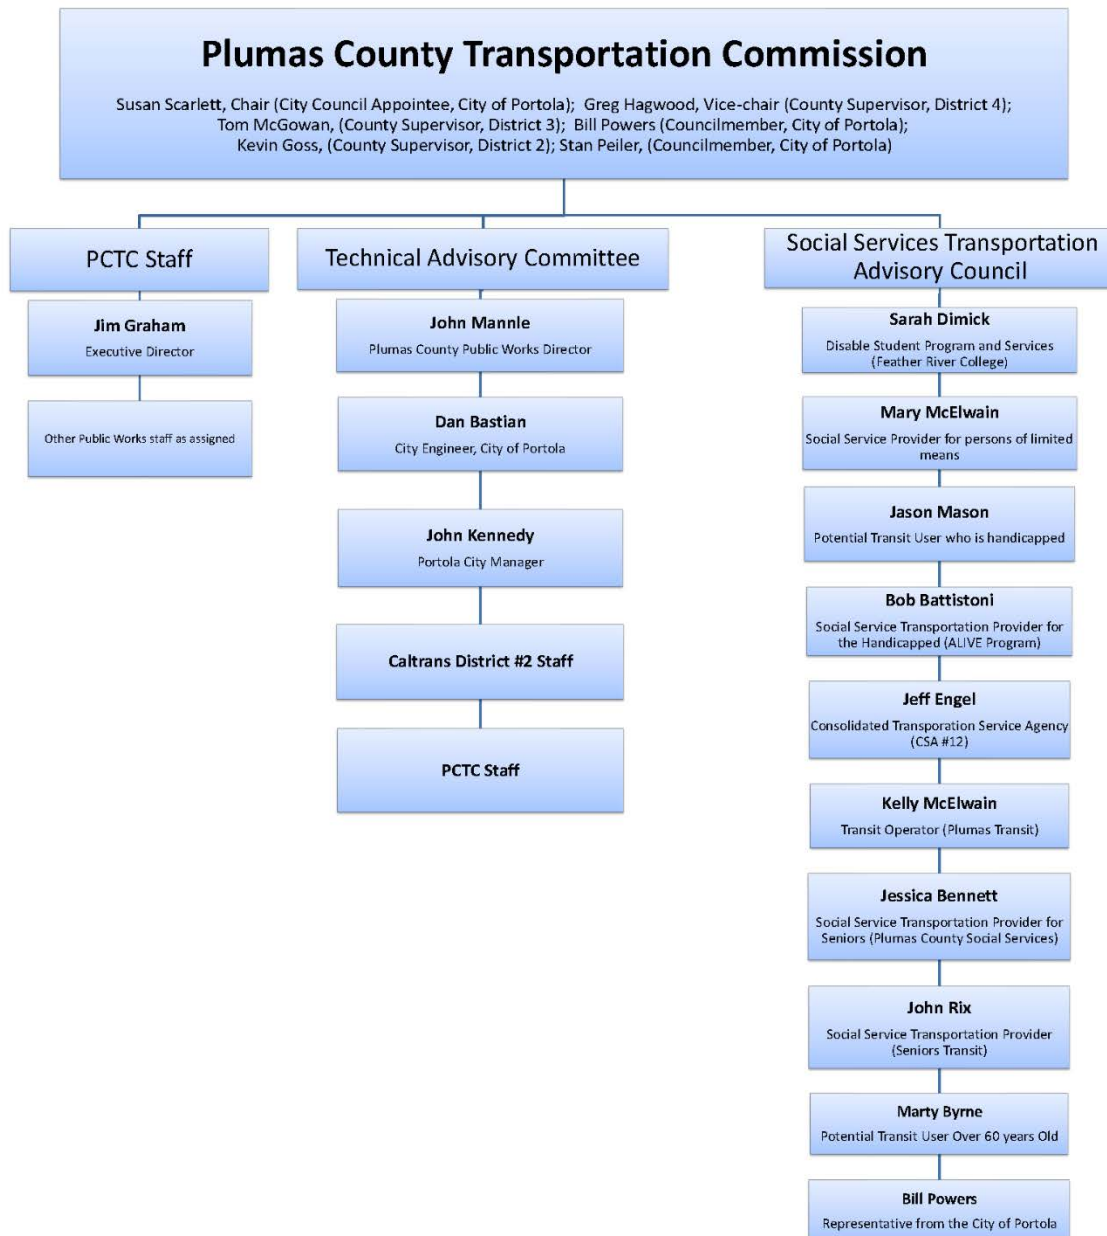 Plumas County Transportation Commission
Susan Scarlett, Chair (City Council Appointee, City of Portola);  Greg Hagwood, Vice-chair (County Supervisor, District 4);
Tom McGowan, (County Supervisor, District 3);  Bill Powers (Councilmember, City of Portola);
Kevin Goss, (County Supervisor, District 2); Stan Peiler, (Councilmember, City of Portola)
PCTC Staff
Jim Graham
Executive Director
Other Public Works staff as assigned
Technical Advisory Committee
John Mannle
Plumas County Public Works Director
Dan Bastian
City Engineer, City of Portola
John Kennedy
Portola City Manager
Caltrans District #2 Staff
PCTC Staff
Social Services Transportation
Advisory Council
Sarah Dimick
Disable Student Program and Services
(Feather River College)
Mary McElwain
Social Service Provider for persons of limited
means
Jason Mason
Potential Transit User who is handicapped
Bob Battistoni
Social Service Transportation Provider for
the Handicapped (ALIVE Program)
Jeff Engel
Consolidated Transporation Service Agency
(CSA #12)
Kelly McElwain
Transit Operator (Plumas Transit)
Jessica Bennett
Social Service Transportation Provider for
Seniors (Plumas County Social Services)
John Rix
Social Service Transportation Provider
(Seniors Transit)
Marty Byrne
Potential Transit User Over 60 years Old
Bill Powers
Representative from the City of Portola